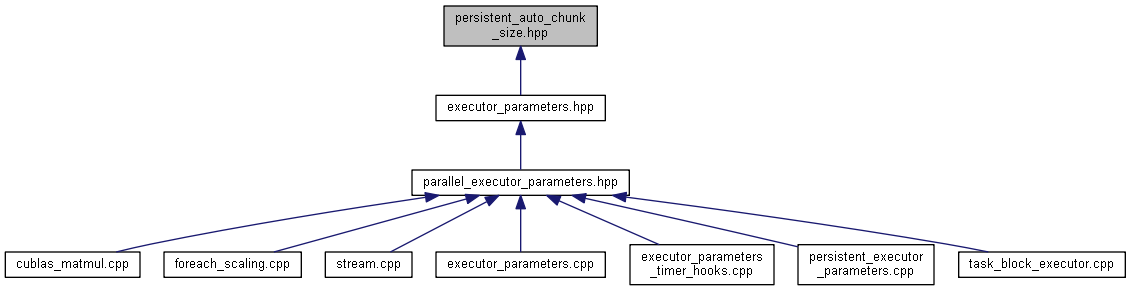 persistent_auto_chunk
_size.hpp
executor_parameters.hpp
parallel_executor_parameters.hpp
cublas_matmul.cpp
foreach_scaling.cpp
stream.cpp
executor_parameters.cpp
executor_parameters
_timer_hooks.cpp
persistent_executor
_parameters.cpp
task_block_executor.cpp